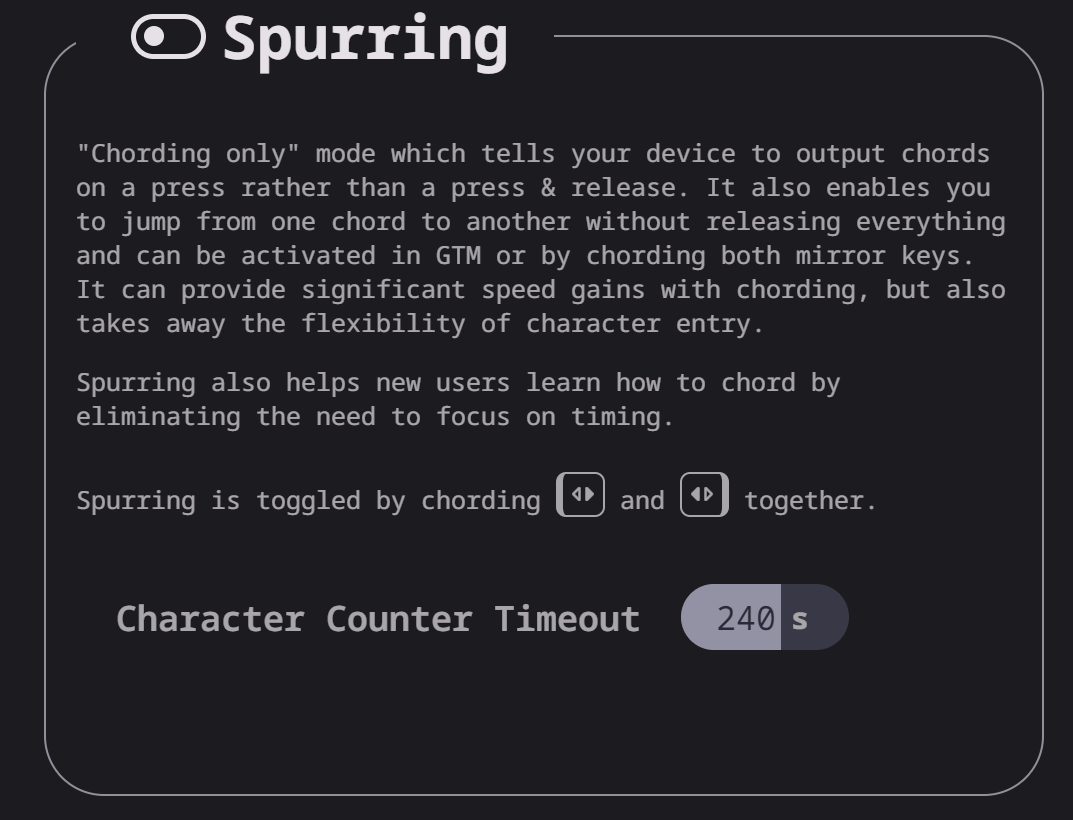 Spurring
"Chording only" mode which tells your device to output chords
on a press rather than a press & release. It also enables you
to jump from one chord to another without releasing everything
and can be activated in GTM or by chording both mirror keys.
It can provide significant speed gains with chording, but also
takes away the flexibility of character entry.
Spurring also helps new users learn how to chord by
eliminating the need to focus on timing.
Spurring is toggled by chording and together.
Character Counter Timeout 240 s